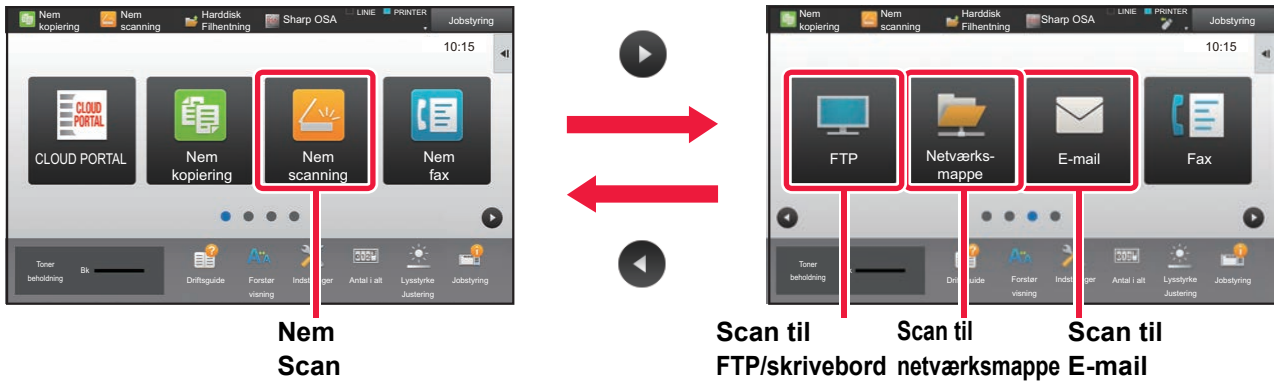 Nem
kopiering
Nem
scanning
Harddisk
Filhentning
Sharp OSA
LINIE
PRINTER
Jobstyring
10:15
CLOUD
PORTAL
CLOUD PORTAL
Nem
kopiering
Nem
scanning
Nem
fax
Toner
beholdning
Bk
Driftsguide
Forstør
visning
Antal i alt
Lysstyrke
Justering
Jobstyring
Nem
Scan
Nem
kopiering
Nem
scanning
Harddisk
Filhentning
Sharp OSA
LINIE
PRINTER
Jobstyring
10:15
FTP
Netværks-
mappe
E-mail
Fax
Toner
beholdning
Forstør
visning
Antal i alt
Lysstyrke
Justering
Jobstyring
Scan til
FTP/skrivebord
Scan til
netværksmappe
Scan til
E-mail